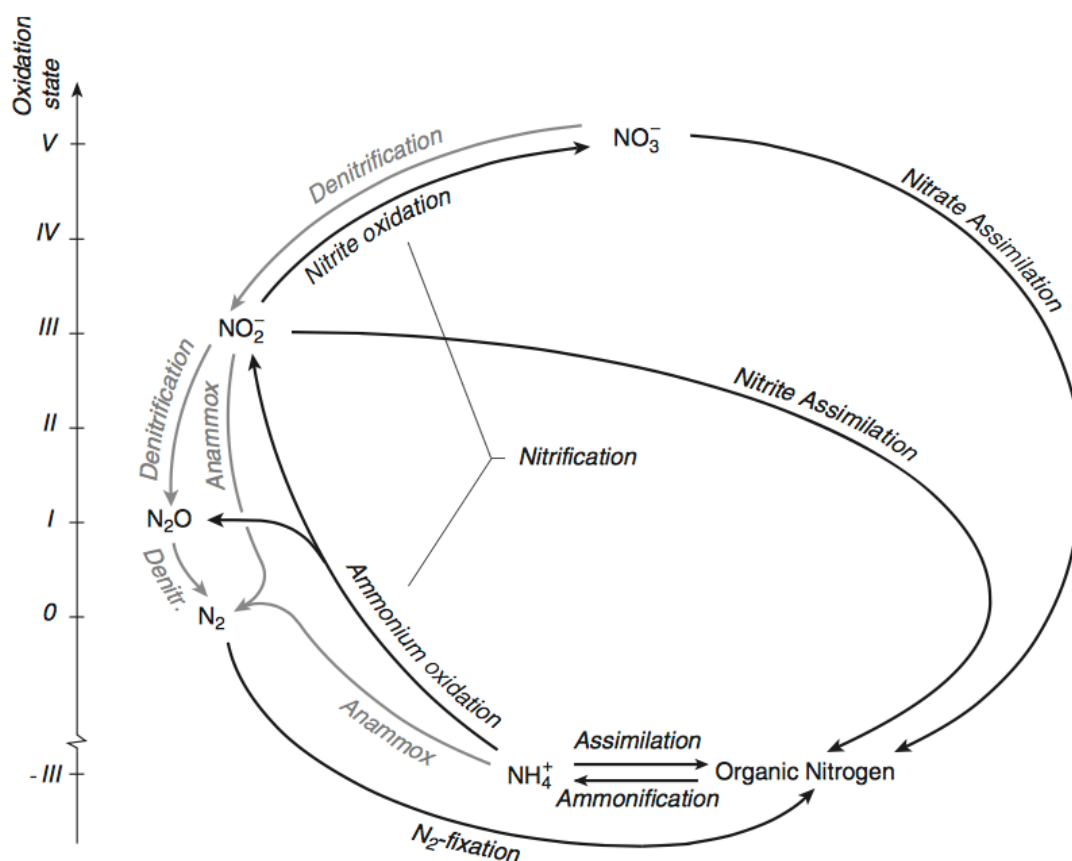 Oxidation
state
V
IV
III
II
I
0
- III
Denitrification
NO₃⁻
Nitrite oxidation
Nitrate Assimilation
NO₂⁻
Denitrification
Anammox
Nitrite Assimilation
Nitrification
N₂O
Denitr.
N₂
Ammonium oxidation
Anammox
Assimilation
NH₄⁺
Organic Nitrogen
Ammonification
N₂-fixation